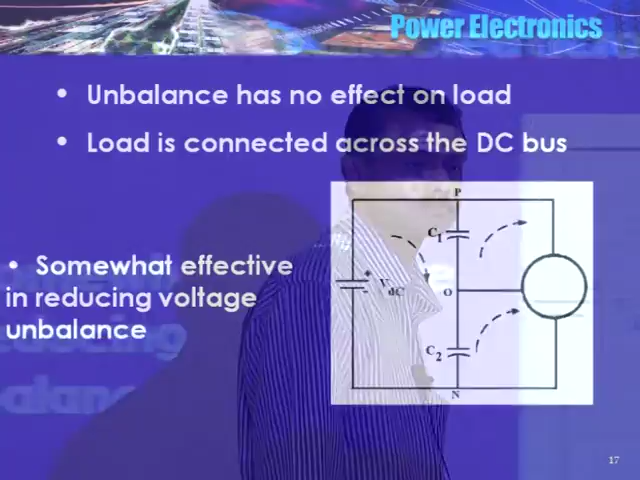 Power Electronics
• Unbalance has no effect on load
• Load is connected across the DC bus
• Somewhat effective
in reducing voltage
unbalance
P
C1
+
VdC
-
O
C2
N
17